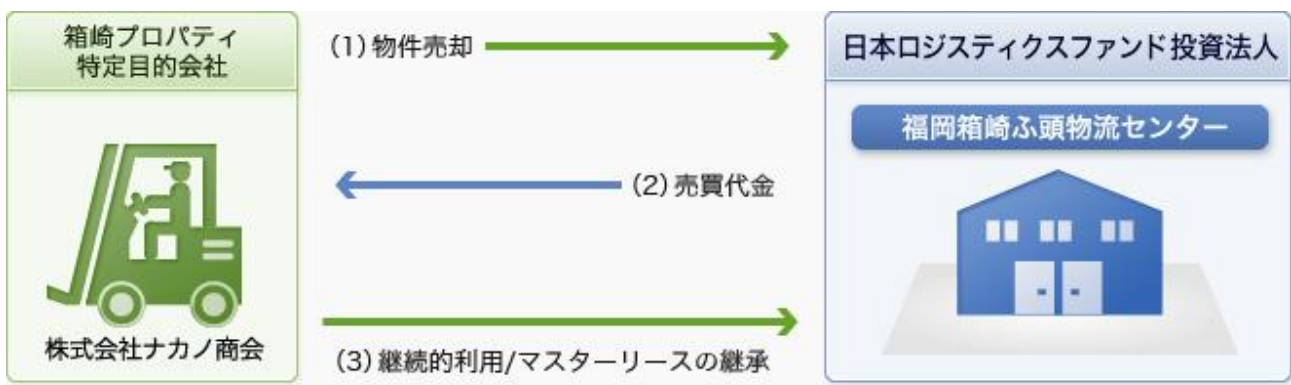 箱崎プロパティ
特定目的会社
(1)物件売却
日本ロジスティクスファンド投資法人
福岡箱崎ふ頭物流センター
(2)売買代金
株式会社ナカノ商会
(3)継続的利用/マスターリースの継承